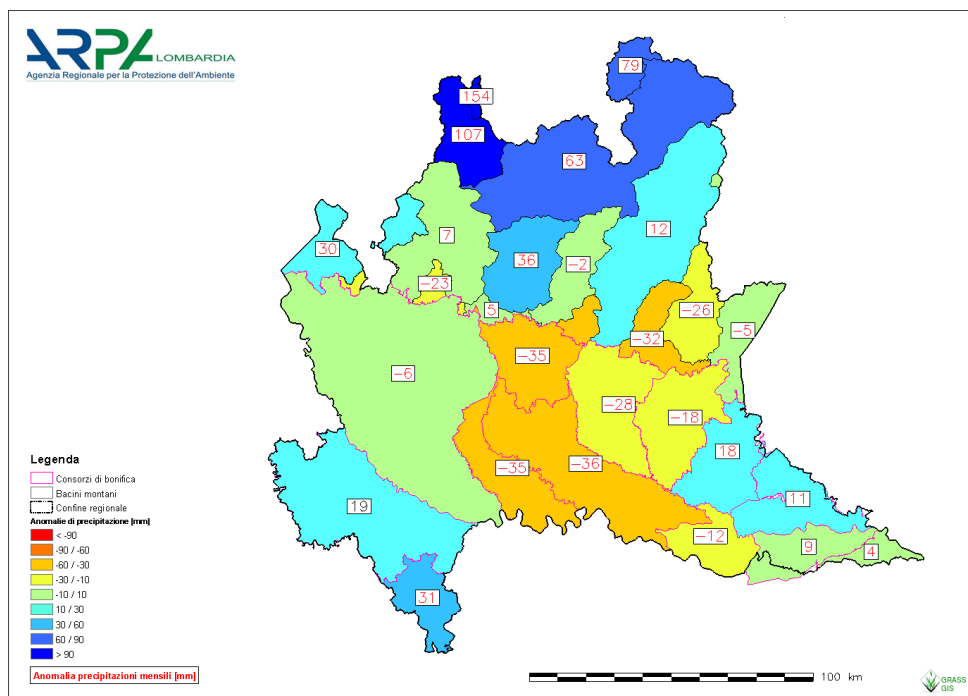 ARPA LOMBARDIA
Agenzia Regionale per la Protezione dell'Ambiente
79
154
107
63
7
12
30
36
-2
-23
-26
5
-32
-5
-35
-6
-28
-18
18
-35
-36
19
11
-12
9
4
31
Legenda
Consorzi di bonifica
Bacini montani
Confine regionale
Anomalie di precipitazione [mm]
< -90
-90 / -60
-60 / -30
-30 / -10
-10 / 10
10 / 30
30 / 60
60 / 90
> 90
Anomalia precipitazioni mensili [mm]
100 km
GRASS
GIS